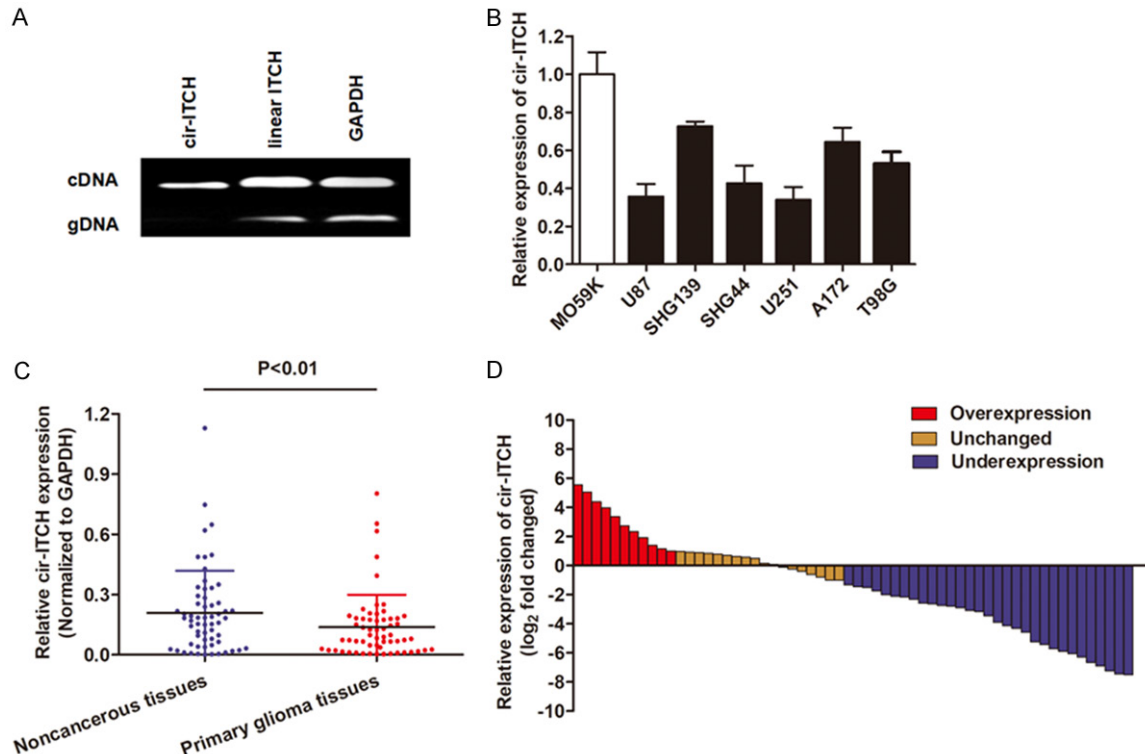 A
cir-ITCH
linear ITCH
GAPDH
cDNA
gDNA
B
Relative expression of cir-ITCH
1.2
1.0
0.8
0.6
0.4
0.2
0.0
MO59K
U87
SHG139
SHG44
U251
A172
T98G
C
P<0.01
Relative cir-ITCH expression
(Normalized to GAPDH)
1.2
0.9
0.6
0.3
0.0
Noncancerous tissues
Primary glioma tissues
D
Relative expression of cir-ITCH
(log2 fold changed)
10
8
6
4
2
0
-2
-4
-6
-8
-10
Overexpression
Unchanged
Underexpression